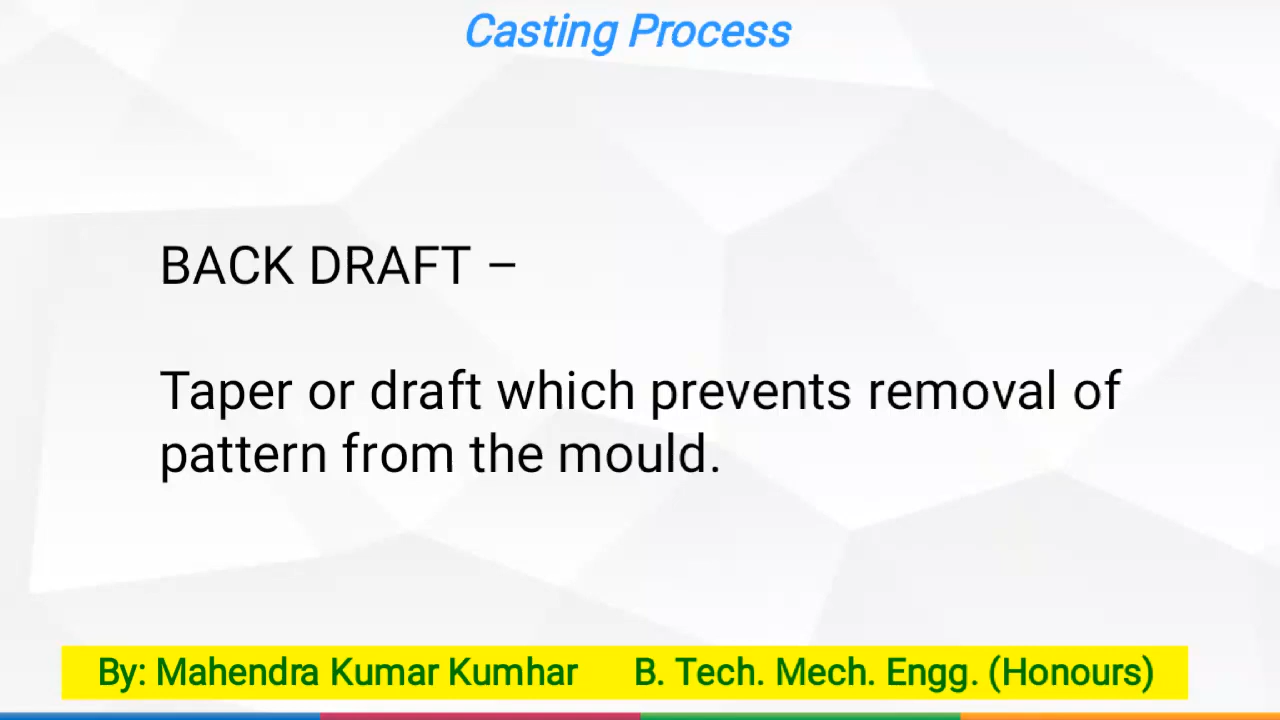 Casting Process
BACK DRAFT –
Taper or draft which prevents removal of
pattern from the mould.
By: Mahendra Kumar Kumhar B. Tech. Mech. Engg. (Honours)